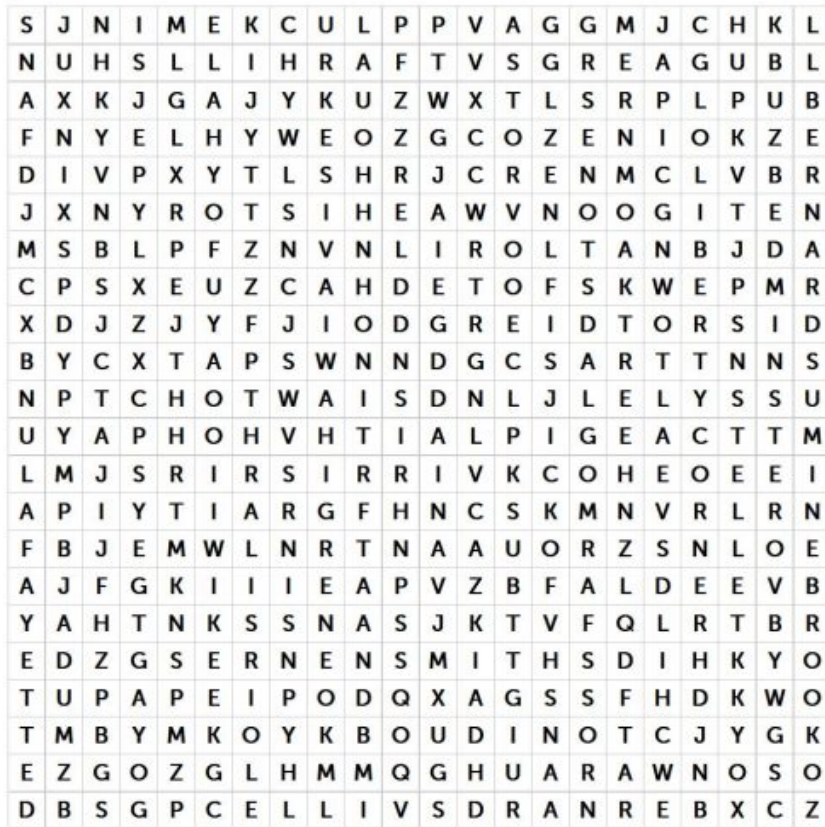 S J N I M E K C U L P P V A G G M J C H K L
N U H S L L I H R A F T V S G R E A G U B L
A X K J G A J Y K U Z W X T L S R P L P U B
F N Y E L H Y W E O Z G C O Z E N I O K Z E
D I V P X Y T L S H R J C R E N M C L V B R
J X N Y R O T S I H E A W V N O O G I T E N
M S B L P F Z N V N L I R O L T A N B J D A
C P S X E U Z C A H D E T O F S K W E P M R
X D J Z J Y F J I O D G R E I D T O R S I D
B Y C X T A P S W N N D G C S A R T T N N S
N P T C H O T W A I S D N L J L E L Y S S U
U Y A P H O H V H T I A L P I G E A C T T M
L M J S R I R S I R R I V K C O H E O E E I
A P I Y T I A R G F H N C S K M N V R L R N
F B J E M W L N R T N A A U O R Z S N L O E
A J F G K I I I E A P V Z B F A L D E E V B
Y A H T N K S S N A S J K T V F Q L R T B R
E D Z G S E R N E N S M I T H S D I H K Y O
T U P A P E I P O D Q X A G S S F H D K W O
T M B Y M K O Y K B O U D I N O T C J Y G K
E Z G O Z G L H M M Q G H U A R A W N O S O
D B S G P C E L L I V S D R A N R E B X C Z